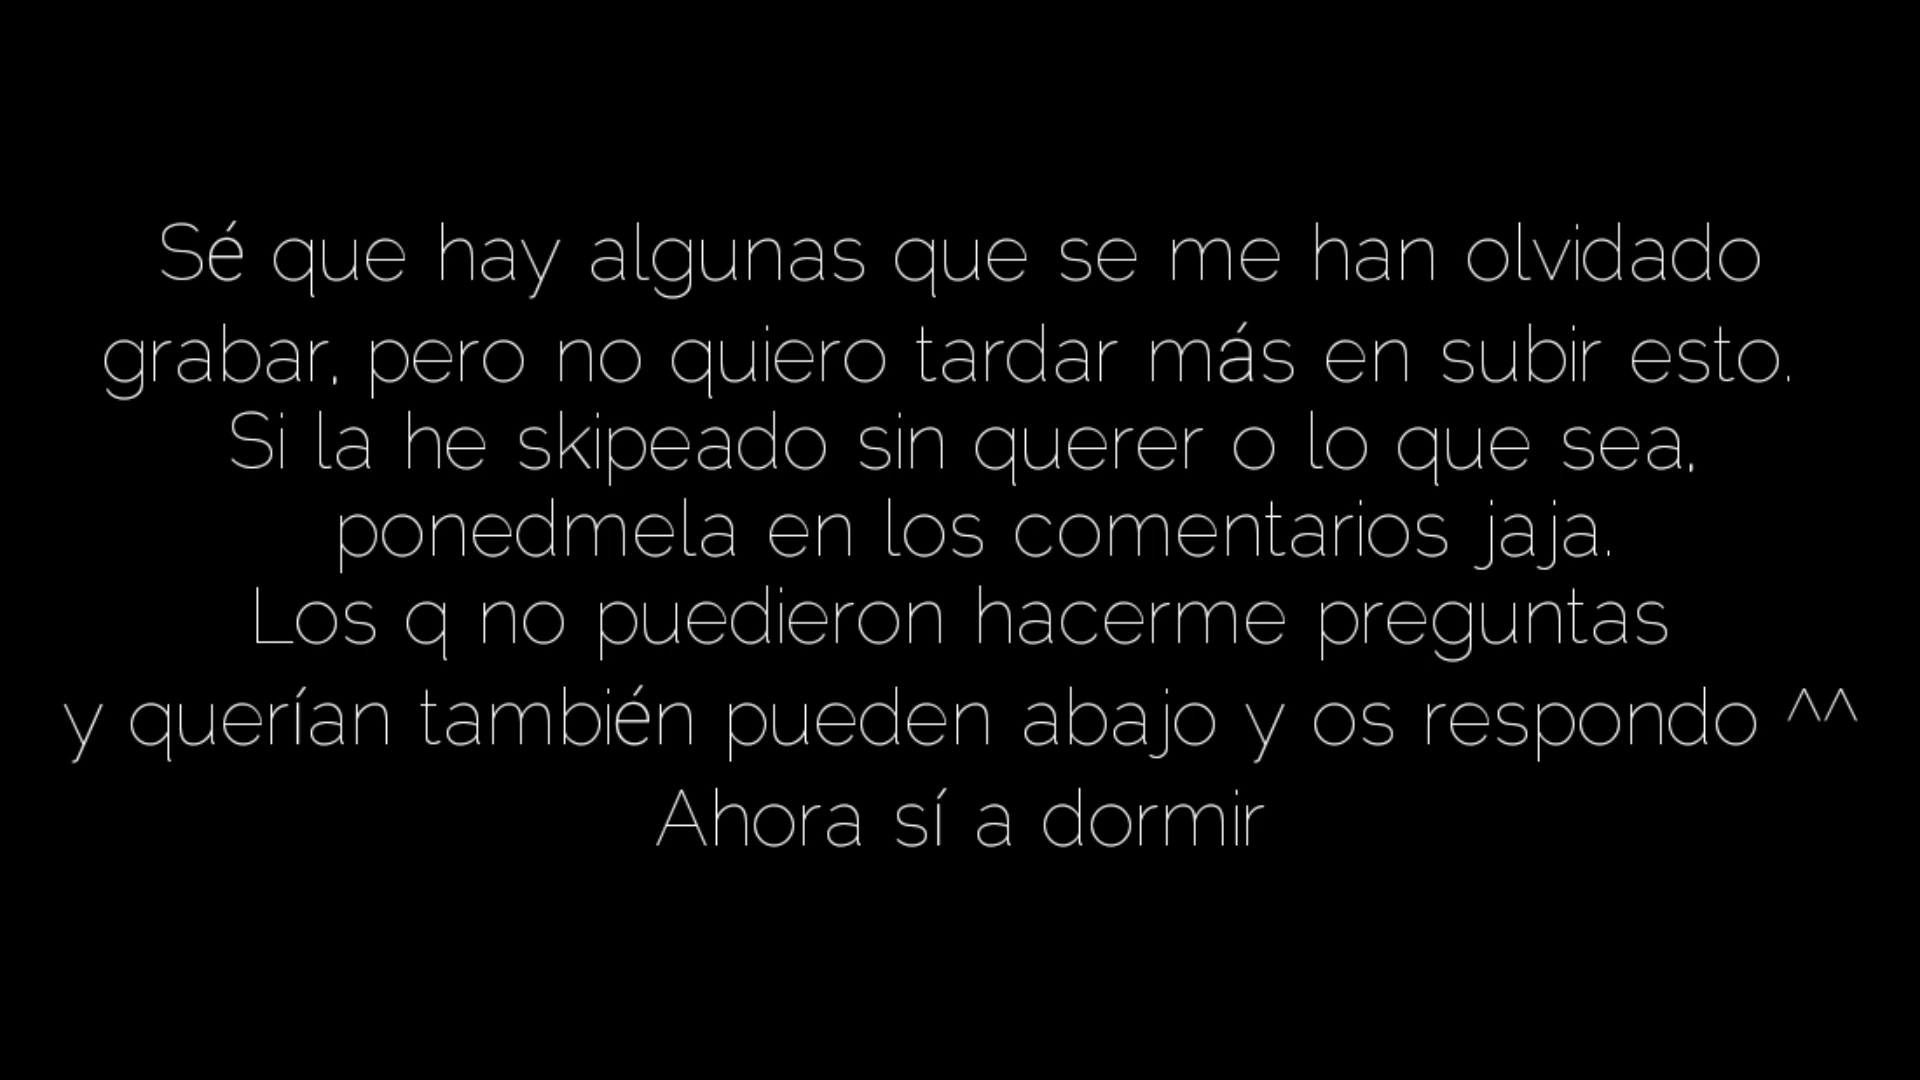 Sé que hay algunas que se me han olvidado
grabar, pero no quiero tardar más en subir esto.
Si la he skipeado sin querer o lo que sea,
ponedmela en los comentarios jaja.
Los q no puedieron hacerme preguntas
y querían también pueden abajo y os respondo ^^
Ahora sí a dormir